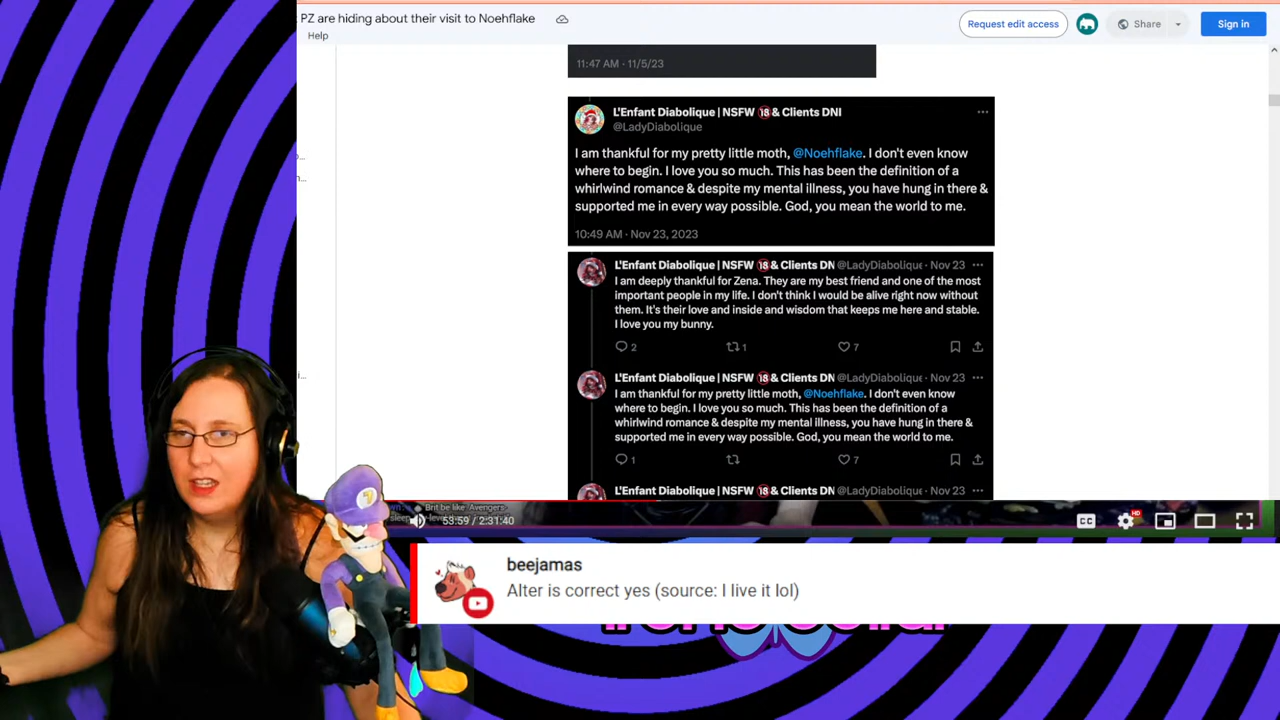 PZ are hiding about their visit to Noehflake
Request edit access
Share
Sign in
Help
11:47 AM · 11/5/23
L'Enfant Diabolique | NSFW 🔞& Clients DNI
@LadyDiabolique
I am thankful for my pretty little moth, @Noehflake. I don't even know
where to begin. I love you so much. This has been the definition of a
whirlwind romance & despite my mental illness, you have hung in there &
supported me in every way possible. God, you mean the world to me.
10:49 AM · Nov 23, 2023
L'Enfant Diabolique | NSFW 🔞& Clients DN @LadyDiabolique · Nov 23
I am deeply thankful for Zena. They are my best friend and one of the most
important people in my life. I don't think I would be alive right now without
them. It's their love and inside and wisdom that keeps me here and stable.
I love you my bunny.
2 1 7
L'Enfant Diabolique | NSFW 🔞& Clients DN @LadyDiabolique · Nov 23
I am thankful for my pretty little moth, @Noehflake. I don't even know
where to begin. I love you so much. This has been the definition of a
whirlwind romance & despite my mental illness, you have hung in there &
supported me in every way possible. God, you mean the world to me.
1 7
L'Enfant Diabolique | NSFW 🔞& Clients DN @LadyDiabolique · Nov 23
Brit be like 'Avengers
53:59 / 2:31:40
CC
HD
beejamas
Alter is correct yes (source: I live it lol)